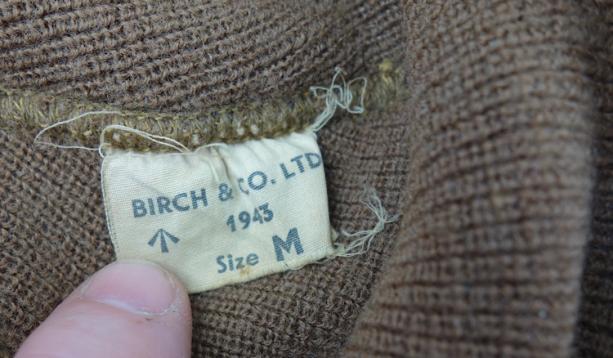 BIRCH & CO. LTD
1943
Size M